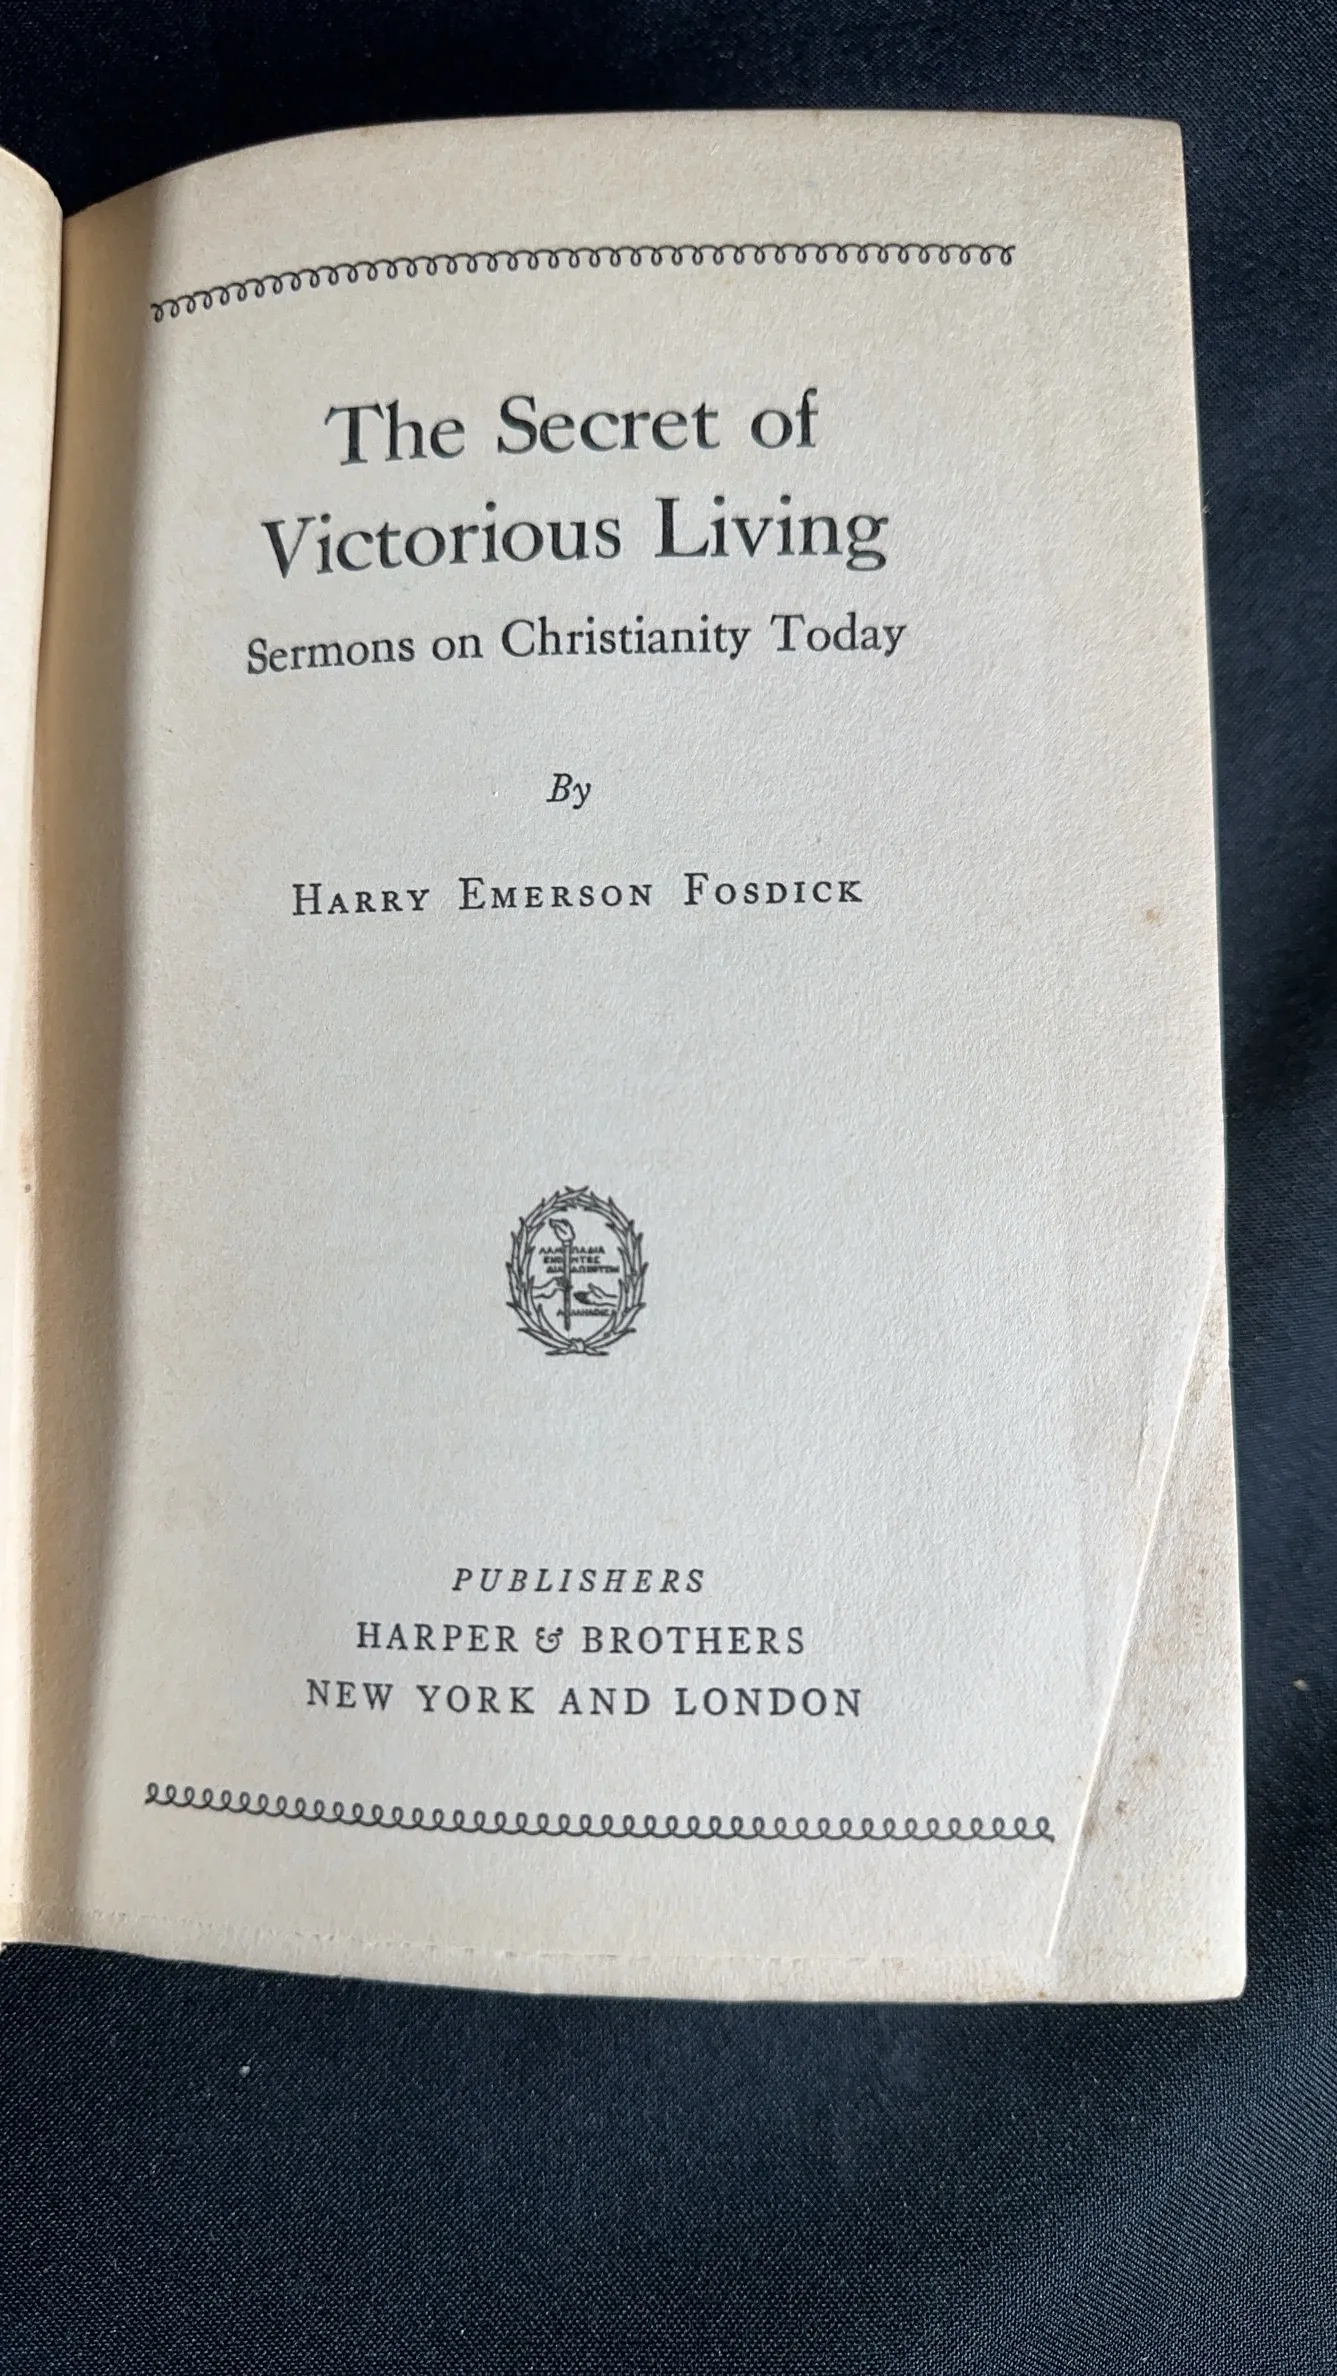 The Secret of
Victorious Living
Sermons on Christianity Today
By
HARRY EMERSON FOSDICK
ΛΑΜΠΑΔΙΑ
PUBLISHERS
HARPER & BROTHERS
NEW YORK AND LONDON